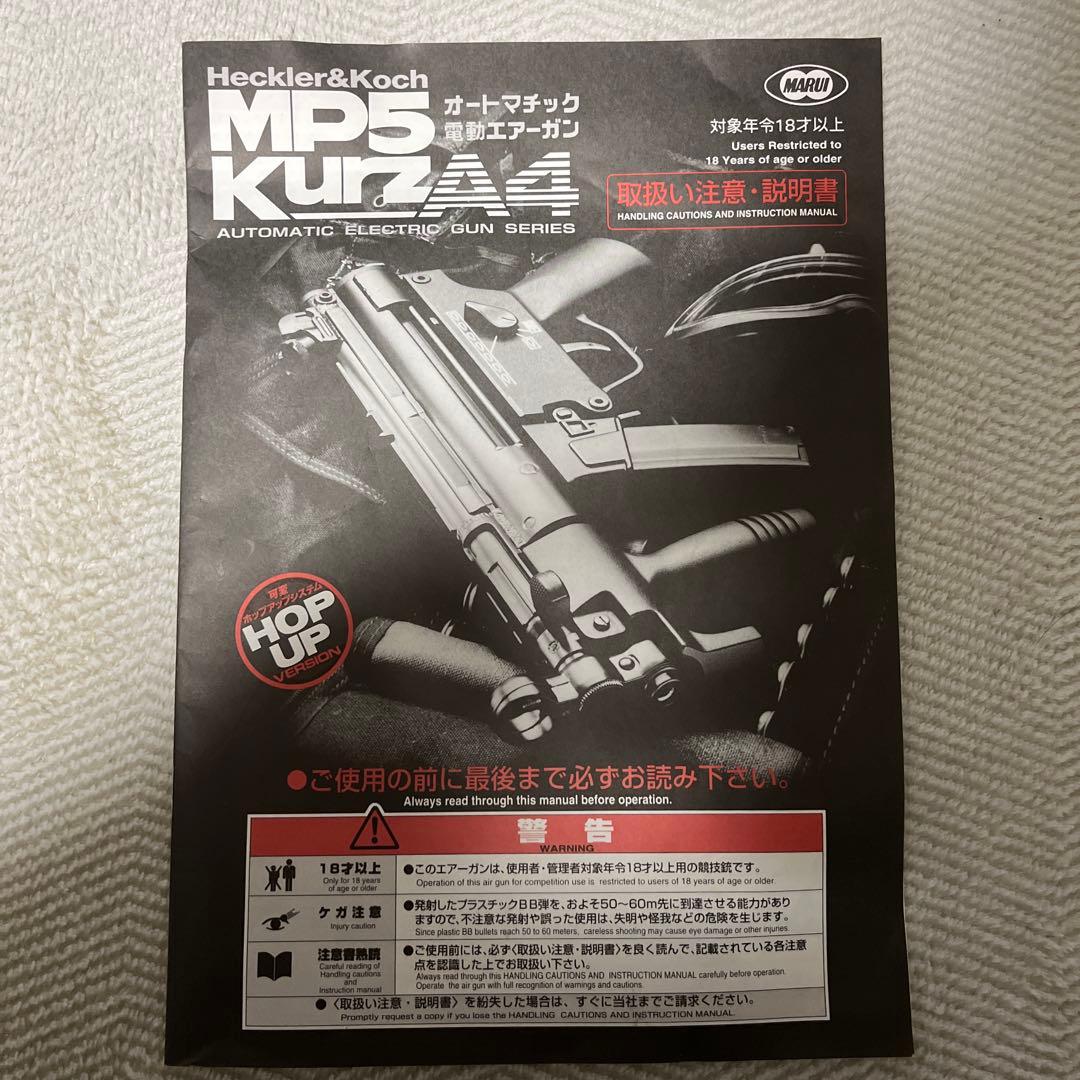 Heckler&Koch
MP5
Kurz A4
オートマチック
電動エアーガン
AUTOMATIC ELECTRIC GUN SERIES
MARUI
対象年令18才以上
Users Restricted to
18 Years of age or older
取扱い注意・説明書
HANDLING CAUTIONS AND INSTRUCTION MANUAL
可変
ホップアップシステム
HOP
UP
VERSION
●ご使用の前に最後まで必ずお読み下さい。
Always read through this manual before operation.
警告
WARNING
18才以上
Only for 18 years
of age or older
●このエアーガンは、使用者・管理者対象年令18才以上用の競技銃です。
Operation of this air gun for competition use is restricted to users of 18 years of age or older.
ケガ注意
Injury caution
●発射したプラスチックBB弾を、およそ50〜60m先に到達させる能力があり
ますので、不注意な発射や誤った使用は、失明や怪我などの危険を生じます。
Since plastic BB bullets reach 50 to 60 meters, careless shooting may cause eye damage or other injuries.
注意書熟読
Careful reading of
Handling cautions
and
Instruction manual
●ご使用前には、必ず〈取扱い注意・説明書〉を良く読んで、記載されている各注意
点を認識した上でお取扱い下さい。
Always read through this HANDLING CAUTIONS AND INSTRUCTION MANUAL carefully before operation.
Operate the air gun with full recognition of warnings and cautions.
●〈取扱い注意・説明書〉を紛失した場合は、すぐに当社までご請求ください。
Promptly request a copy if you lose the HANDLING CAUTIONS AND INSTRUCTION MANUAL.